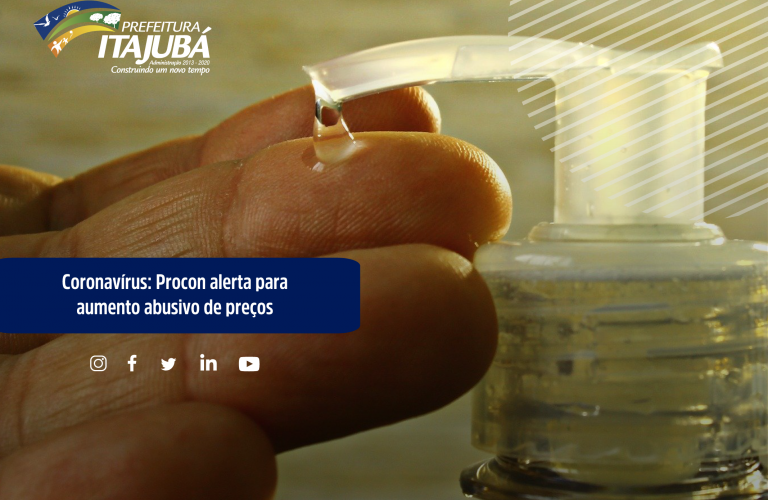 PREFEITURA
ITAJUBÁ
Administração 2013 - 2020
Construindo um novo tempo
Coronavírus: Procon alerta para
aumento abusivo de preços